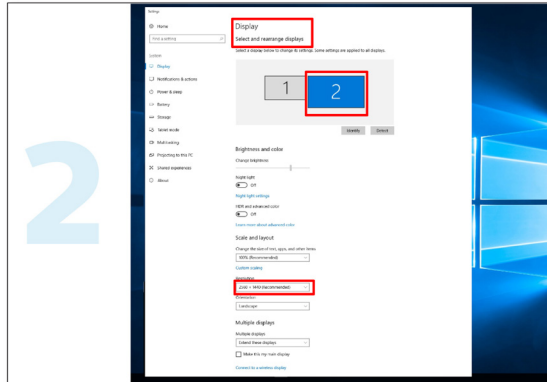 2
Settings
Home
Find a setting
System
Display
Notifications & actions
Power & sleep
Battery
Storage
Tablet mode
Multitasking
Projecting to this PC
Shared experiences
About
Display
Select and rearrange displays
Select a display below to change its settings. Some settings are applied to all displays.
1 2
Identify Detect
Brightness and color
Change brightness
Night light
Off
Night light settings
HDR and advanced color
Off
Learn more about advanced color
Scale and layout
Change the size of text, apps, and other items
100% (Recommended)
Custom scaling
Resolution
2560 × 1440 (Recommended)
Orientation
Landscape
Multiple displays
Multiple displays
Extend these displays
Make this my main display
Connect to a wireless display